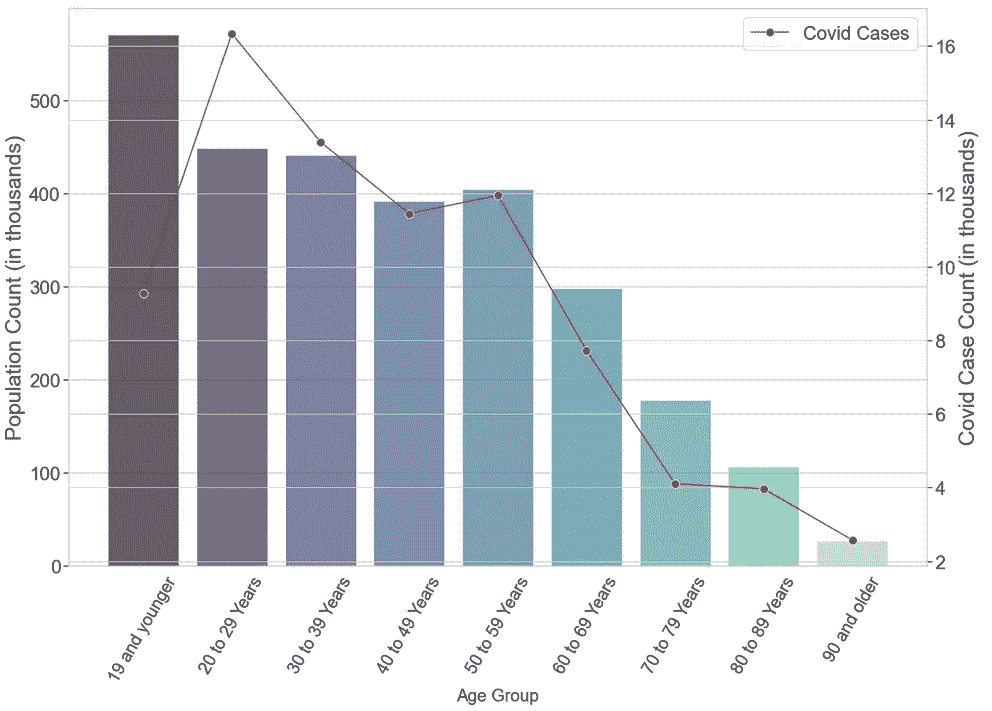 Covid Cases
Population Count (in thousands)
500
400
300
200
100
0
16
14
12
10
8
6
4
2
Covid Case Count (in thousands)
19 and younger
20 to 29 Years
30 to 39 Years
40 to 49 Years
50 to 59 Years
60 to 69 Years
70 to 79 Years
80 to 89 Years
90 and older
Age Group